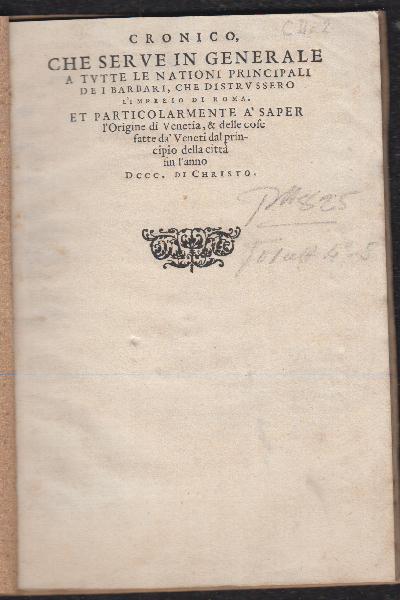 CRONICO,
CHE SERVE IN GENERALE
A TVTTE LE NATIONI PRINCIPALI
DE I BARBARI, CHE DISTRVSSERO
L'IMPERIO DI ROMA.
ET PARTICOLARMENTE A' SAPER
l'Origine di Venetia, & delle cose
fatte da' Veneti dal prin-
cipio della città
in l'anno
DCCC. DI CHRISTO.